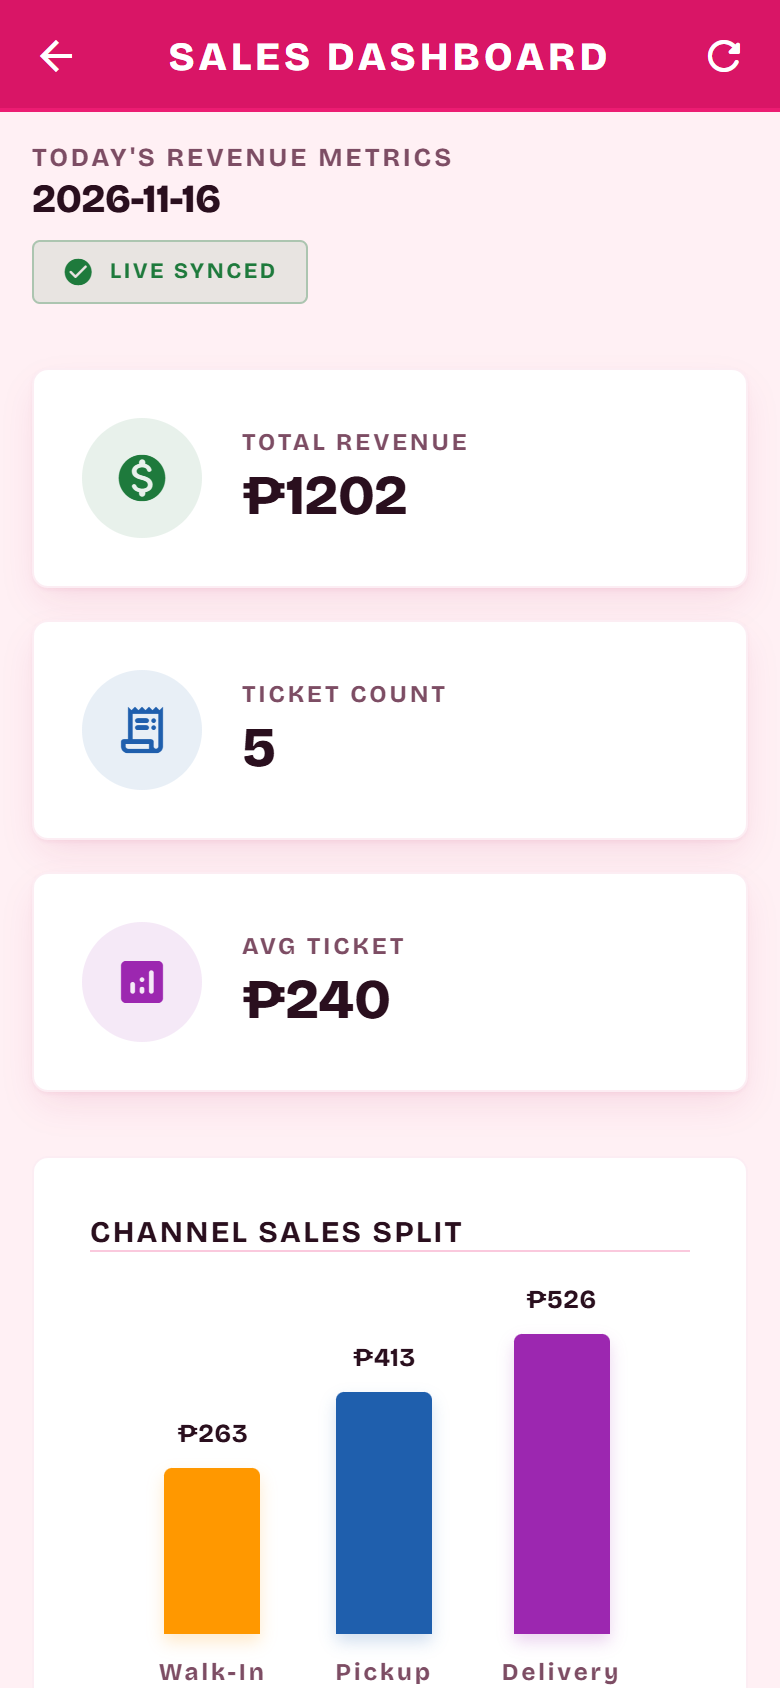 SALES DASHBOARD
TODAY'S REVENUE METRICS
2026-11-16
LIVE SYNCED
TOTAL REVENUE
₱1202
TICKET COUNT
5
AVG TICKET
₱240
CHANNEL SALES SPLIT
₱526
₱413
₱263
Walk-In
Pickup
Delivery